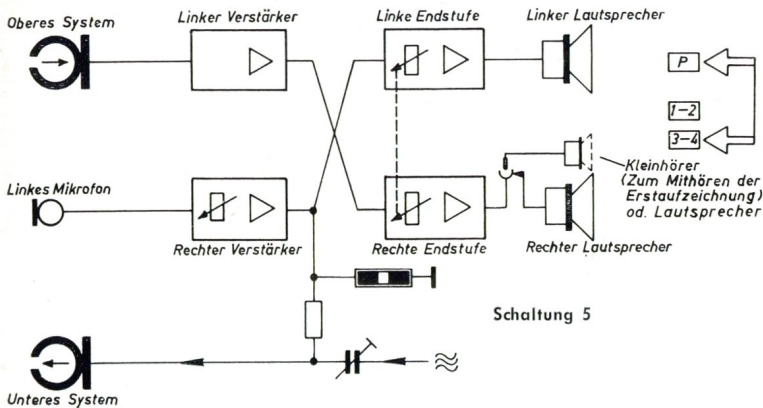 Oberes System
Linker Verstärker
Linke Endstufe
Linker Lautsprecher
P
1-2
3-4
Linkes Mikrofon
Rechter Verstärker
Rechte Endstufe
Kleinhörer
(Zum Mithören der
Erstaufzeichnung)
od. Lautsprecher
Rechter Lautsprecher
Schaltung 5
Unteres System